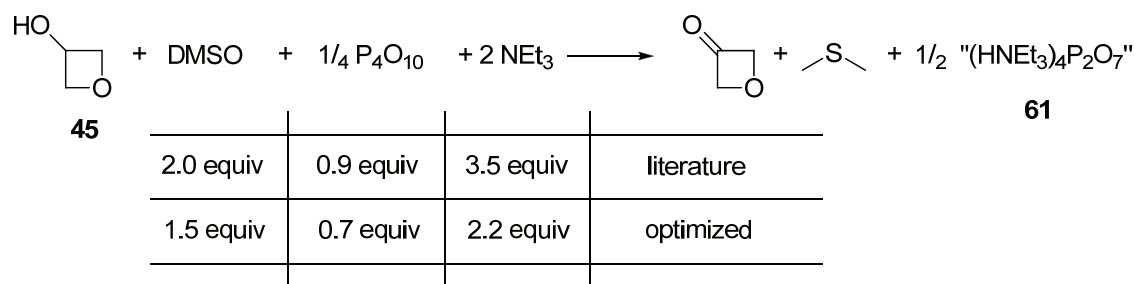 HO O + DMSO + 1/4 P4O10 + 2 NEt3 O O + S + 1/2 "(HNEt3)4P2O7"
45 61
2.0 equiv 0.9 equiv 3.5 equiv literature
1.5 equiv 0.7 equiv 2.2 equiv optimized